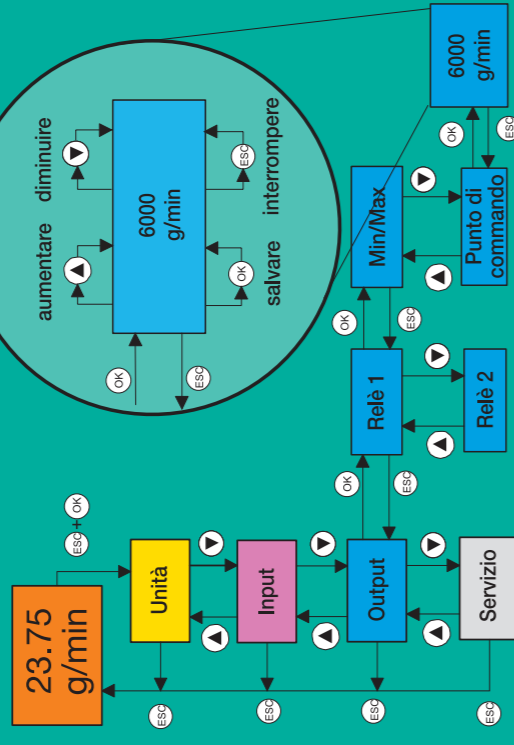 aumentare
diminuire
6000
g/min
OK
ESC
OK
ESC
salvare
interrompere
23.75
g/min
ESC + OK
Unità
ESC
Input
ESC
Output
ESC
Servizio
ESC
OK
ESC
Relè 1
Relè 2
OK
ESC
Min/Max
Punto di
commando
OK
ESC
6000
g/min